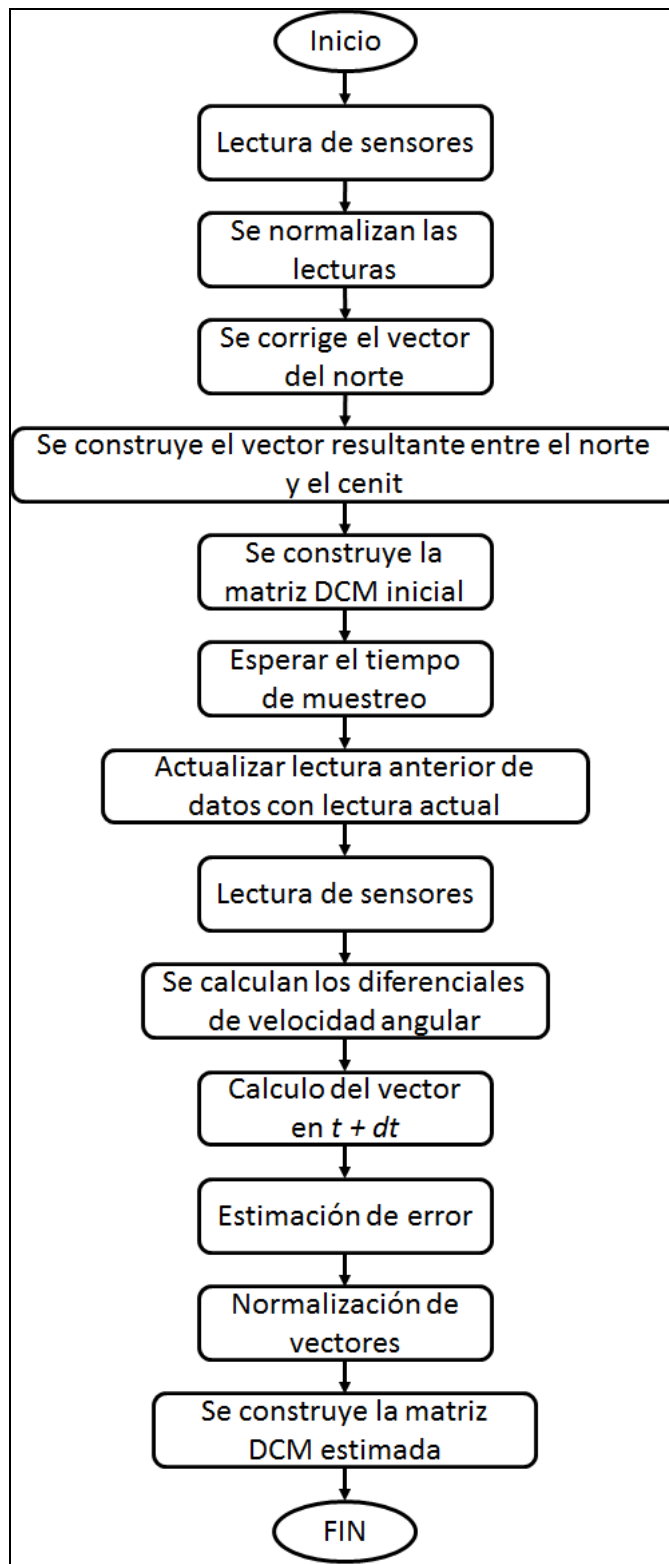 Inicio
Lectura de sensores
Se normalizan las
lecturas
Se corrige el vector
del norte
Se construye el vector resultante entre el norte
y el cenit
Se construye la
matriz DCM inicial
Esperar el tiempo
de muestreo
Actualizar lectura anterior de
datos con lectura actual
Lectura de sensores
Se calculan los diferenciales
de velocidad angular
Calculo del vector
en t + dt
Estimación de error
Normalización de
vectores
Se construye la matriz
DCM estimada
FIN